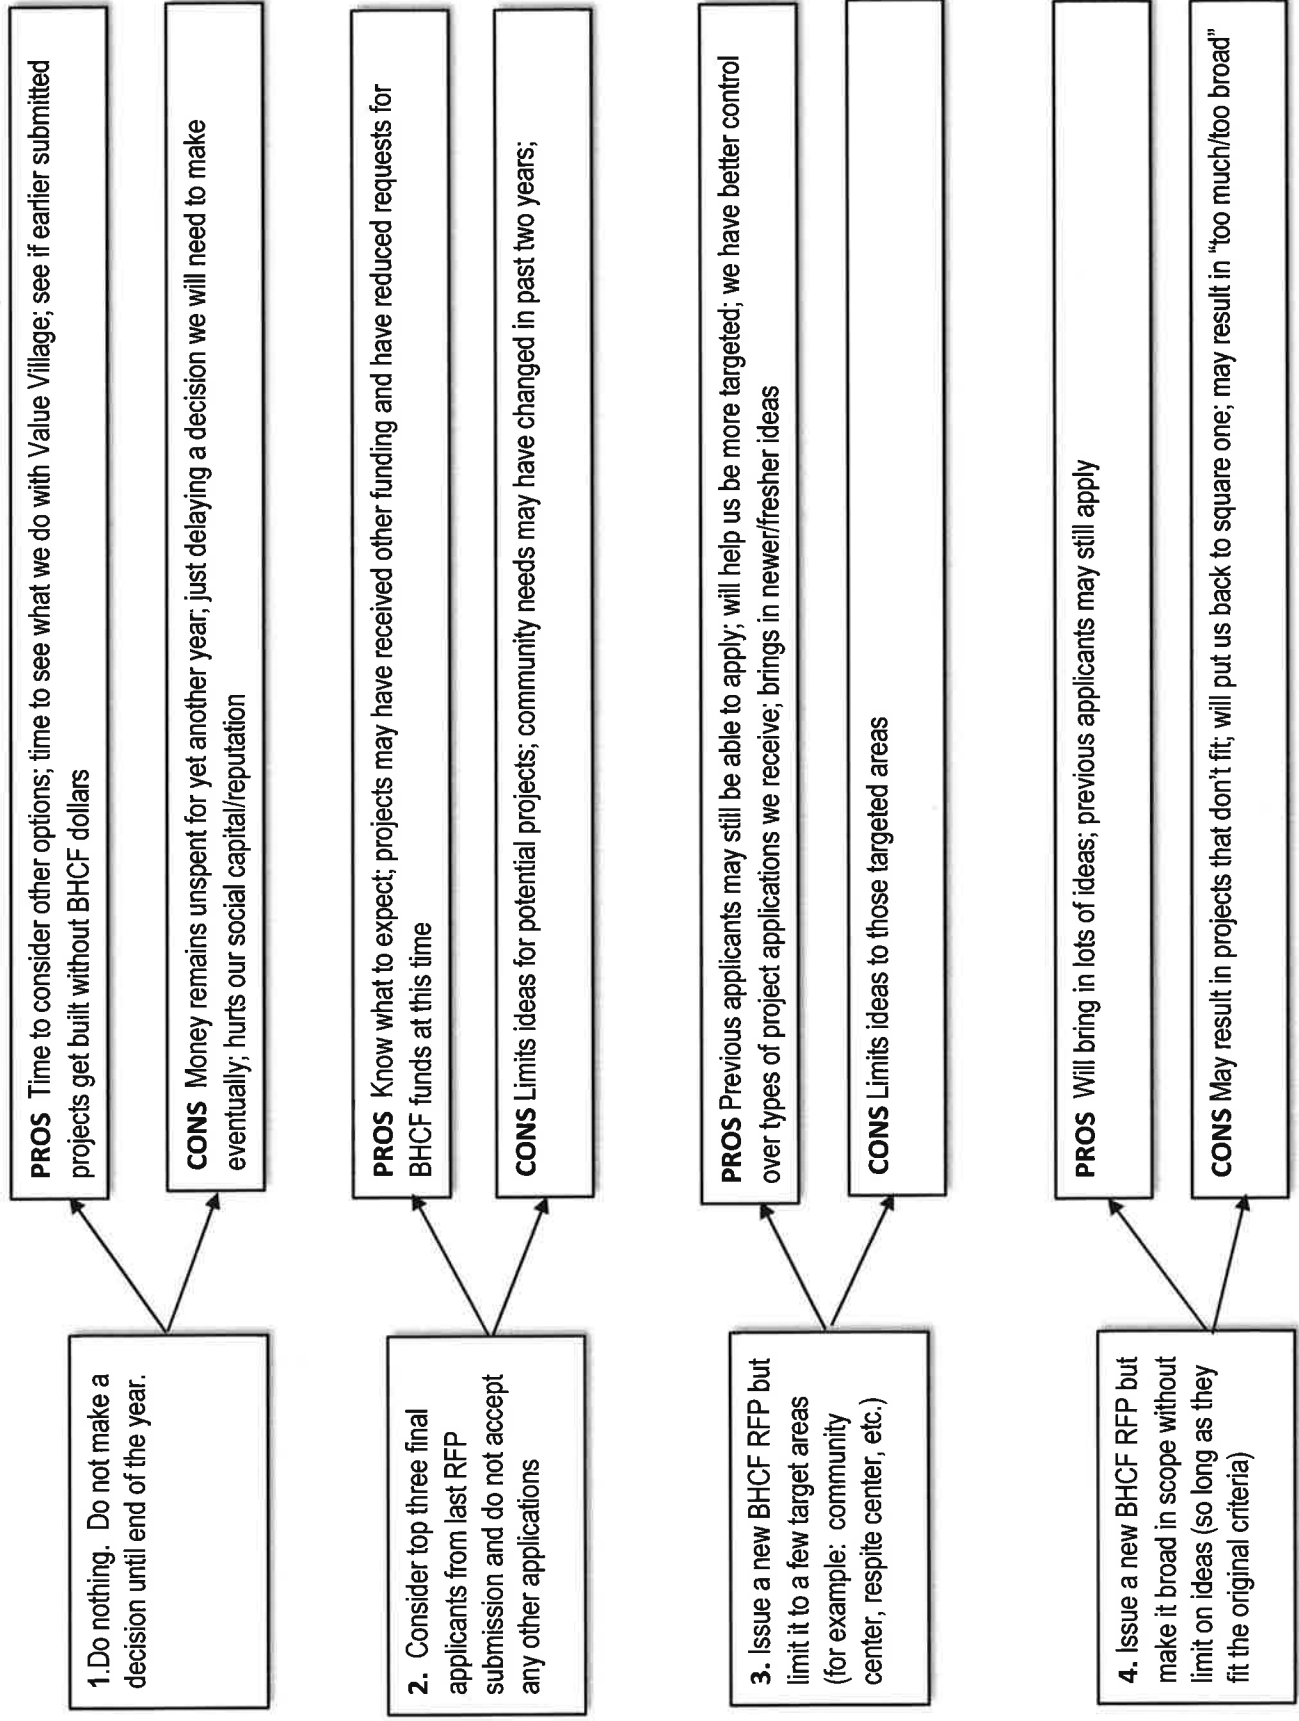 1.Do nothing. Do not make a
decision until end of the year.
PROS Time to consider other options; time to see what we do with Value Village; see if earlier submitted
projects get built without BHCF dollars
CONS Money remains unspent for yet another year; just delaying a decision we will need to make
eventually; hurts our social capital/reputation
2. Consider top three final
applicants from last RFP
submission and do not accept
any other applications
PROS Know what to expect; projects may have received other funding and have reduced requests for
BHCF funds at this time
CONS Limits ideas for potential projects; community needs may have changed in past two years;
3. Issue a new BHCF RFP but
limit it to a few target areas
(for example: community
center, respite center, etc.)
PROS Previous applicants may still be able to apply; will help us be more targeted; we have better control
over types of project applications we receive; brings in newer/fresher ideas
CONS Limits ideas to those targeted areas
4. Issue a new BHCF RFP but
make it broad in scope without
limit on ideas (so long as they
fit the original criteria)
PROS Will bring in lots of ideas; previous applicants may still apply
CONS May result in projects that don't fit; will put us back to square one; may result in “too much/too broad”